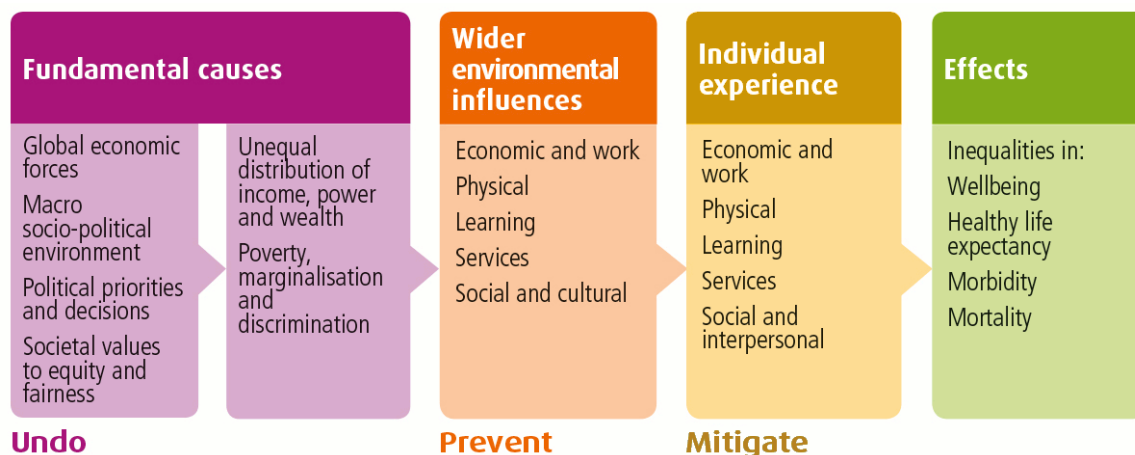 Fundamental causes
Global economic
forces
Macro
socio-political
environment
Political priorities
and decisions
Societal values
to equity and
fairness
Unequal
distribution of
income, power
and wealth
Poverty,
marginalisation
and
discrimination
Undo
Wider
environmental
influences
Economic and work
Physical
Learning
Services
Social and cultural
Prevent
Individual
experience
Economic and
work
Physical
Learning
Services
Social and
interpersonal
Mitigate
Effects
Inequalities in:
Wellbeing
Healthy life
expectancy
Morbidity
Mortality